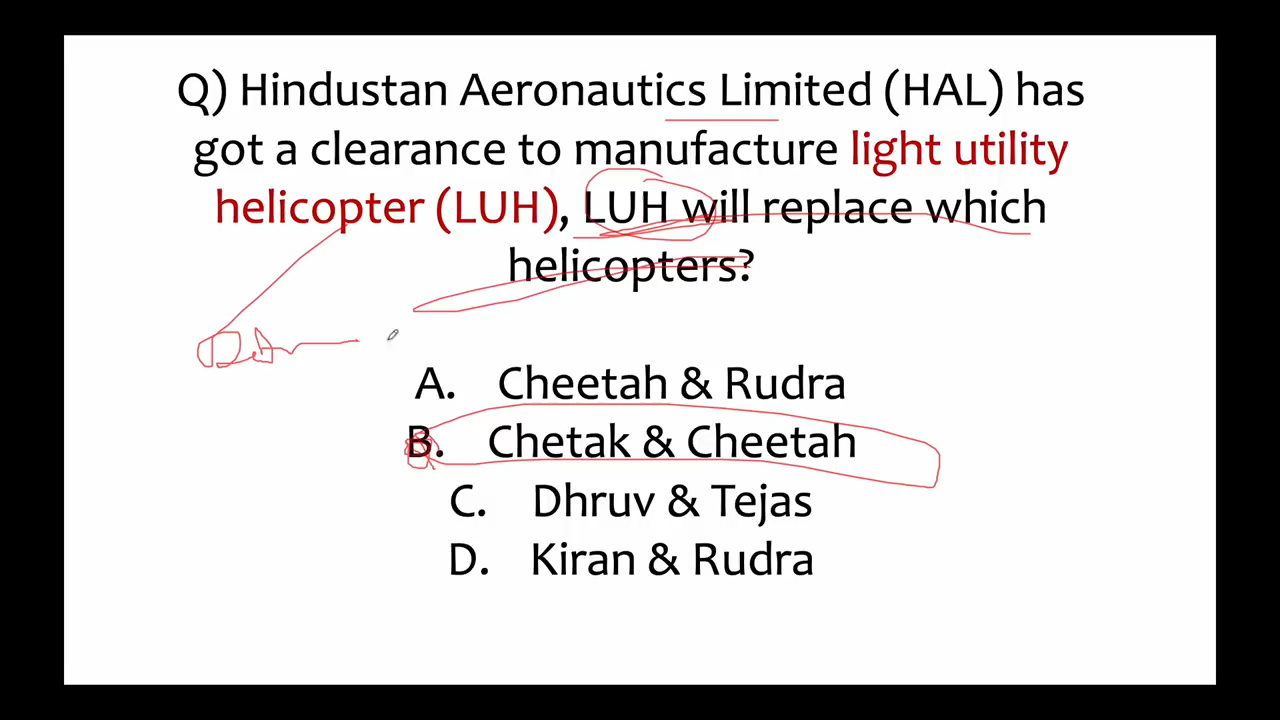 Q) Hindustan Aeronautics Limited (HAL) has
got a clearance to manufacture light utility
helicopter (LUH), LUH will replace which
helicopters?
A. Cheetah & Rudra
B. Chetak & Cheetah
C. Dhruv & Tejas
D. Kiran & Rudra